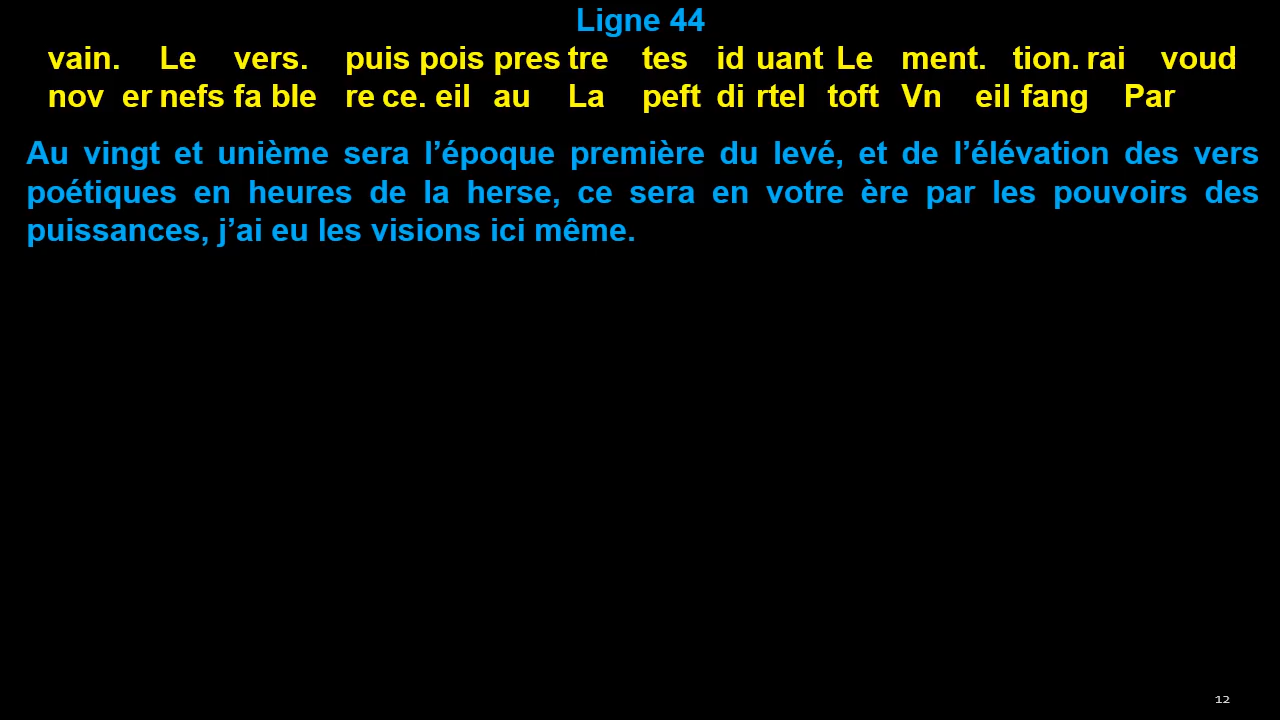 Ligne 44
vain. Le vers. puis pois pres tre tes id uant Le ment. tion. rai voud
nov er nefs fa ble re ce. eil au La peft di rtel toft Vn eil fang Par
Au vingt et unième sera l’époque première du levé, et de l’élévation des vers
poétiques en heures de la herse, ce sera en votre ère par les pouvoirs des
puissances, j’ai eu les visions ici même.
12